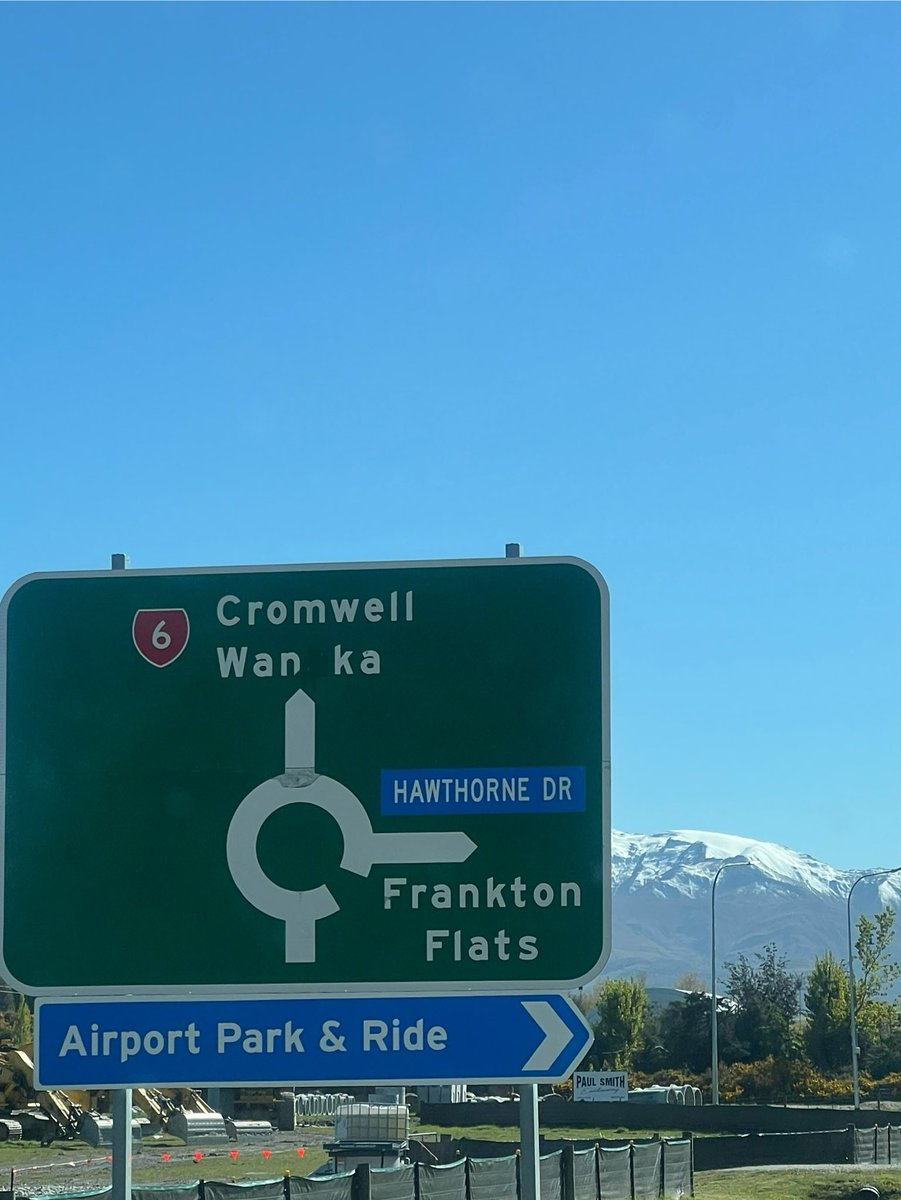 6
Cromwell
Wan ka
HAWTHORNE DR
Frankton
Flats
Airport Park & Ride
PAUL SMITH